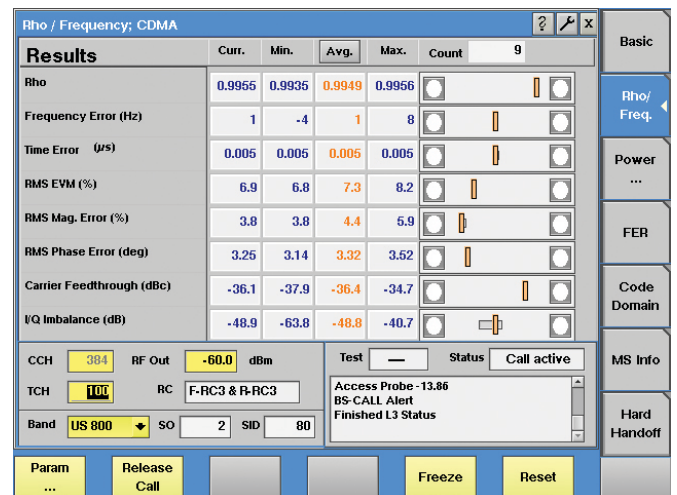 Rho / Frequency; CDMA ? x
Results Curr. Min. Avg. Max. Count 9
Rho 0.9955 0.9935 0.9949 0.9956
Frequency Error (Hz) 1 -4 1 8
Time Error (µs) 0.005 0.005 0.005 0.005
RMS EVM (%) 6.9 6.8 7.3 8.2
RMS Mag. Error (%) 3.8 3.8 4.4 5.9
RMS Phase Error (deg) 3.25 3.14 3.32 3.52
Carrier Feedthrough (dBc) -36.1 -37.9 -36.4 -34.7
I/Q Imbalance (dB) -48.9 -63.8 -48.8 -40.7
CCH 384 RF Out -60.0 dBm Test — Status Call active
TCH 100 RC F-RC3 & R-RC3
Band US 800 SO 2 SID 80
Access Probe -13.86
BS-CALL Alert
Finished L3 Status
Param
...
Release
Call
Freeze
Reset
Basic
Rho/
Freq.
Power
...
FER
Code
Domain
MS Info
Hard
Handoff